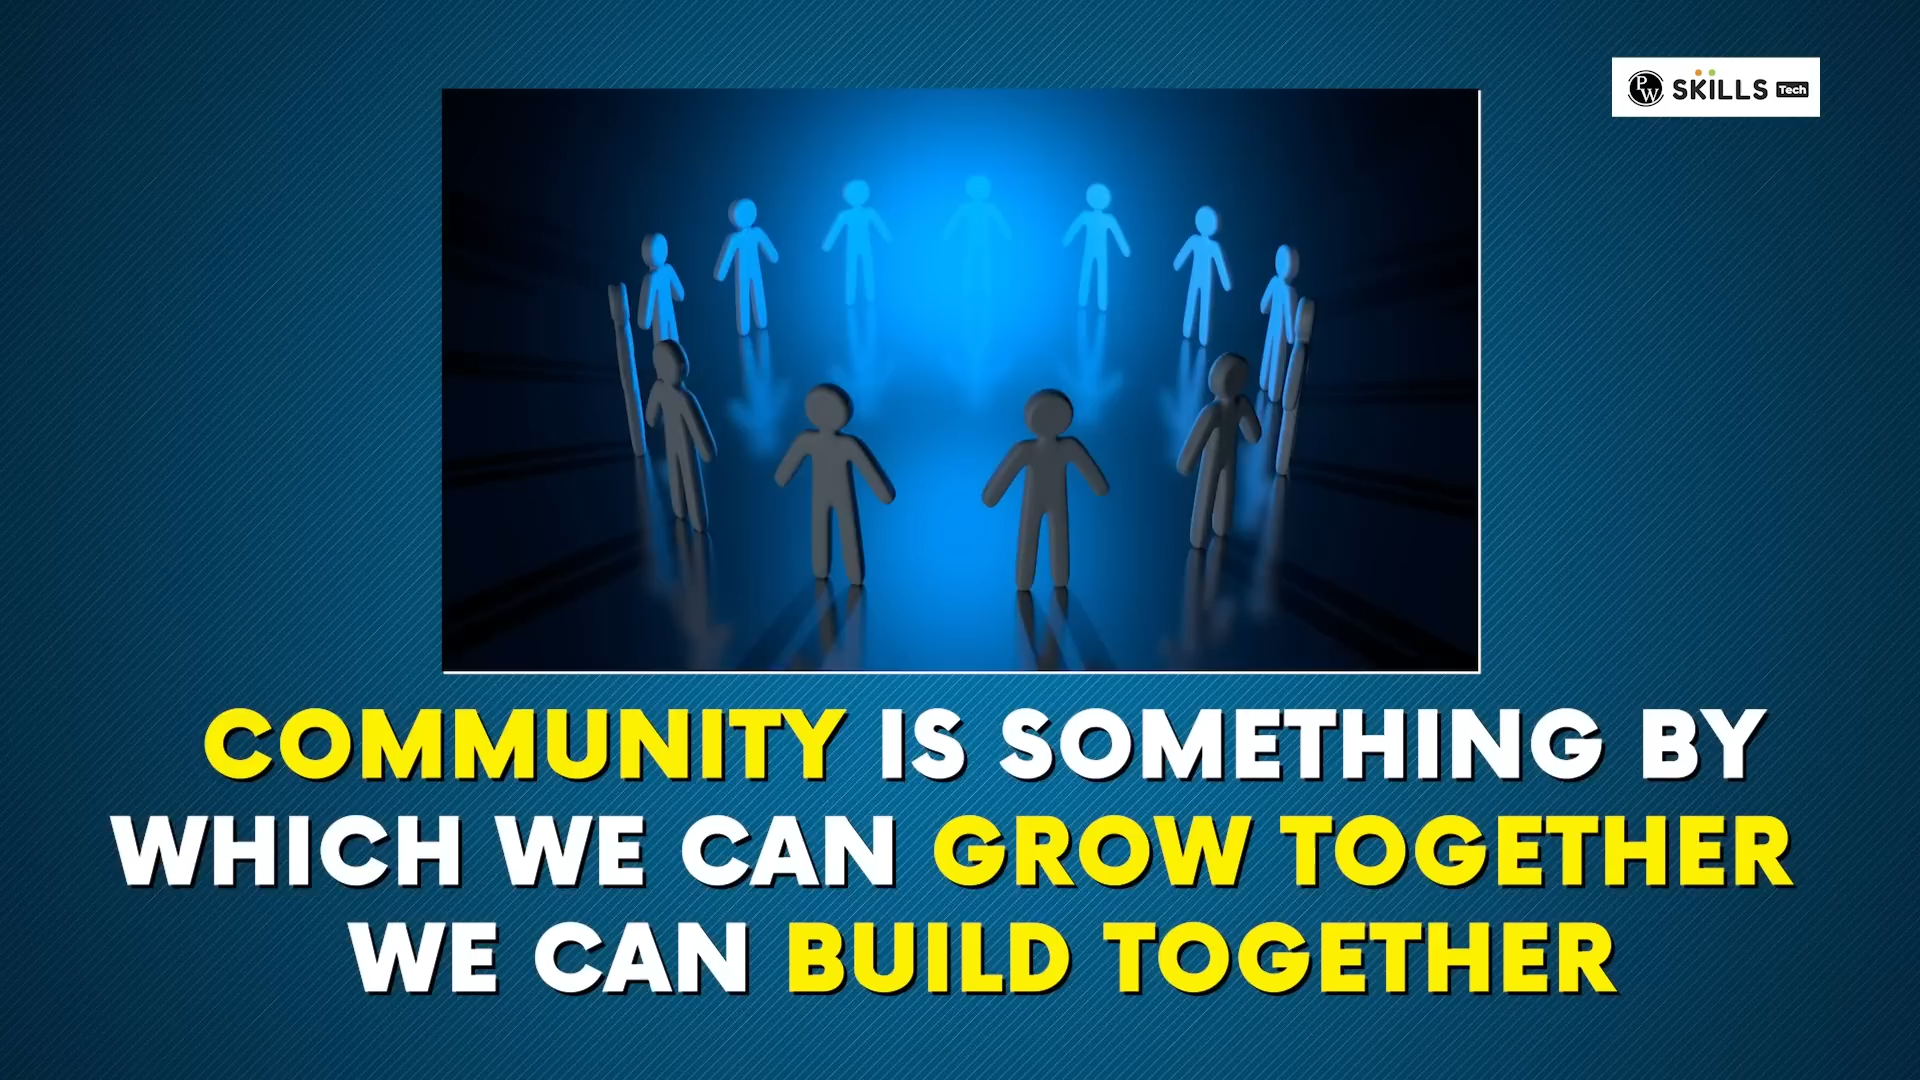 PW SKILLS Tech
COMMUNITY IS SOMETHING BY
WHICH WE CAN GROW TOGETHER
WE CAN BUILD TOGETHER